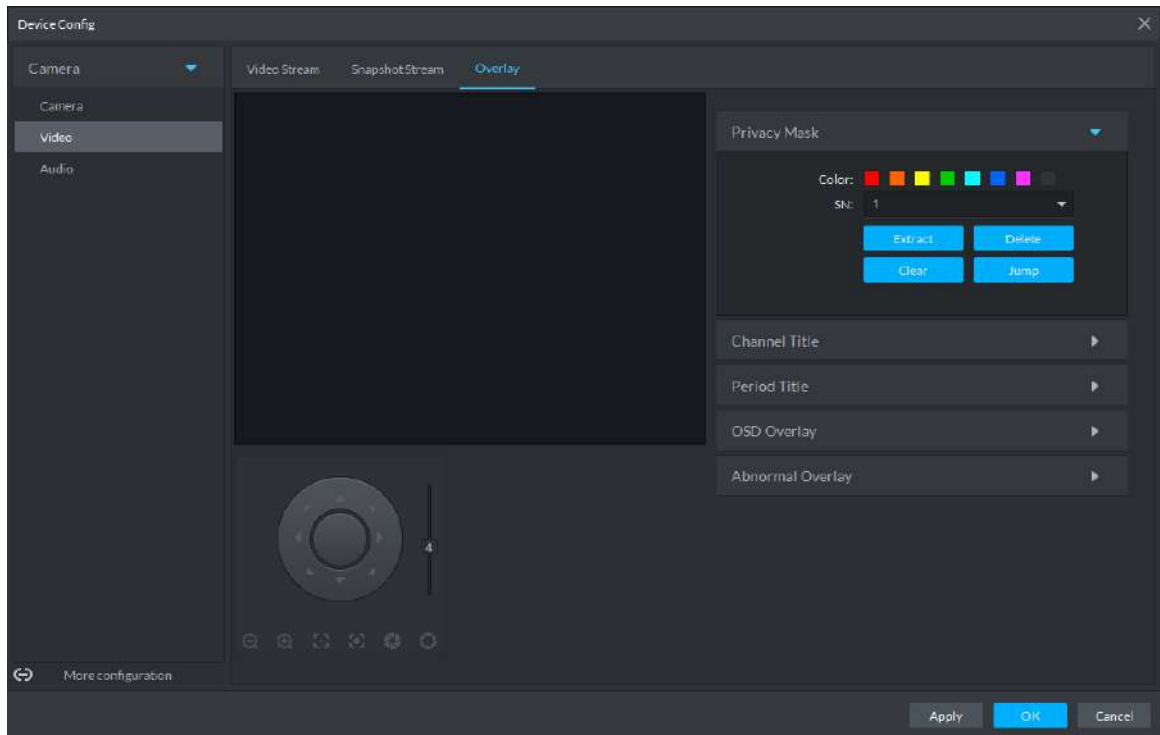 Device Config
Camera
Video Stream Snapshot Stream Overlay
Camera
Video
Audio
Privacy Mask
Color:
SN: 1
Extract Delete
Clear Jump
Channel Title
Period Title
OSD Overlay
Abnormal Overlay
4
More configuration
Apply OK Cancel